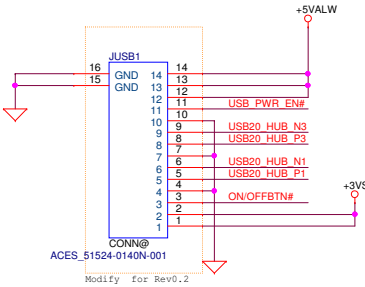 +5VALW
JUSB1
16 GND 14 14
15 GND 13 13
12 12
11 11 USB_PWR_EN#
10 10
9 9 USB20_HUB_N3
8 8 USB20_HUB_P3
7 7
6 6 USB20_HUB_N1
5 5 USB20_HUB_P1
4 4
3 3 ON/OFFBTN#
2 2
1 1
+3VS
CONN@
ACES_51524-0140N-001
Modify for Rev0.2